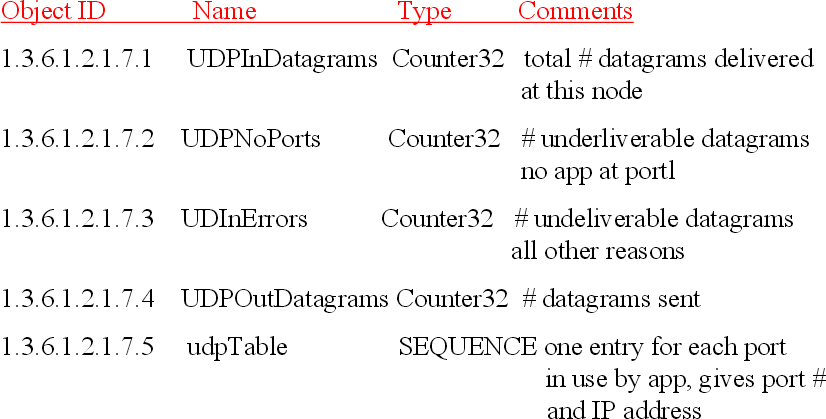 Object ID Name Type Comments
1.3.6.1.2.1.7.1 UDPInDatagrams Counter32 total # datagrams delivered
at this node
1.3.6.1.2.1.7.2 UDPNoPorts Counter32 # underliverable datagrams
no app at portl
1.3.6.1.2.1.7.3 UDInErrors Counter32 # undeliverable datagrams
all other reasons
1.3.6.1.2.1.7.4 UDPOutDatagrams Counter32 # datagrams sent
1.3.6.1.2.1.7.5 udpTable SEQUENCE one entry for each port
in use by app, gives port #
and IP address